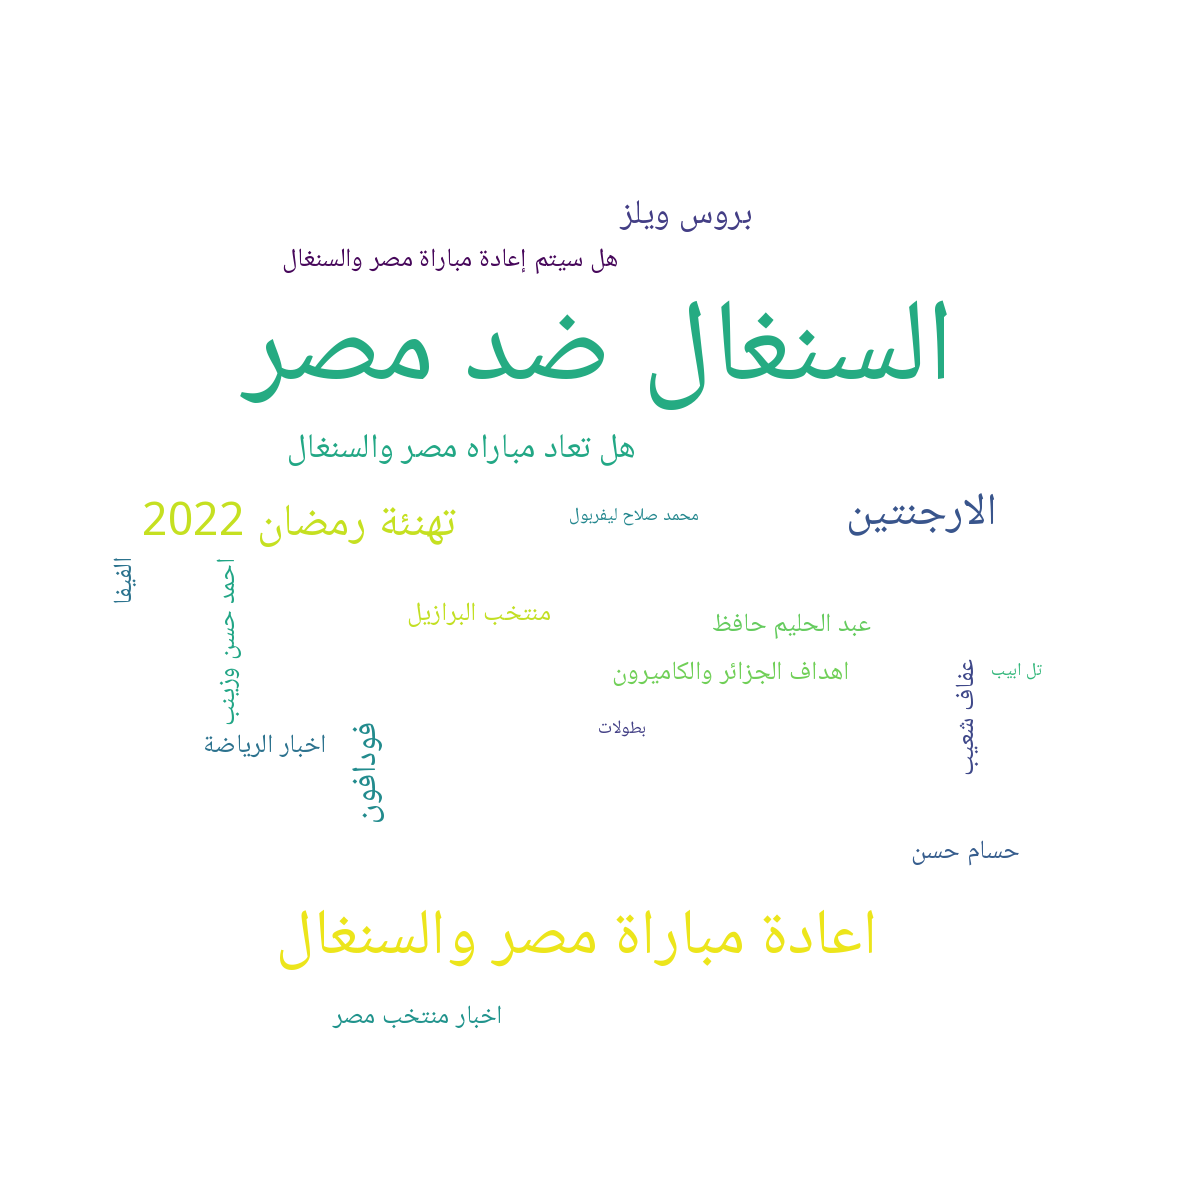 بروس ويلز
هل سيتم إعادة مباراة مصر والسنغال
السنغال ضد مصر
هل تعاد مباراه مصر والسنغال
الارجنتين
محمد صلاح ليفربول
تهنئة رمضان 2022
الفيفا
احمد حسن وزينب
منتخب البرازيل
عبد الحليم حافظ
تل ابيب
عفاف شعيب
اهداف الجزائر والكاميرون
بطولات
اخبار الرياضة
فودافون
حسام حسن
اعادة مباراة مصر والسنغال
اخبار منتخب مصر